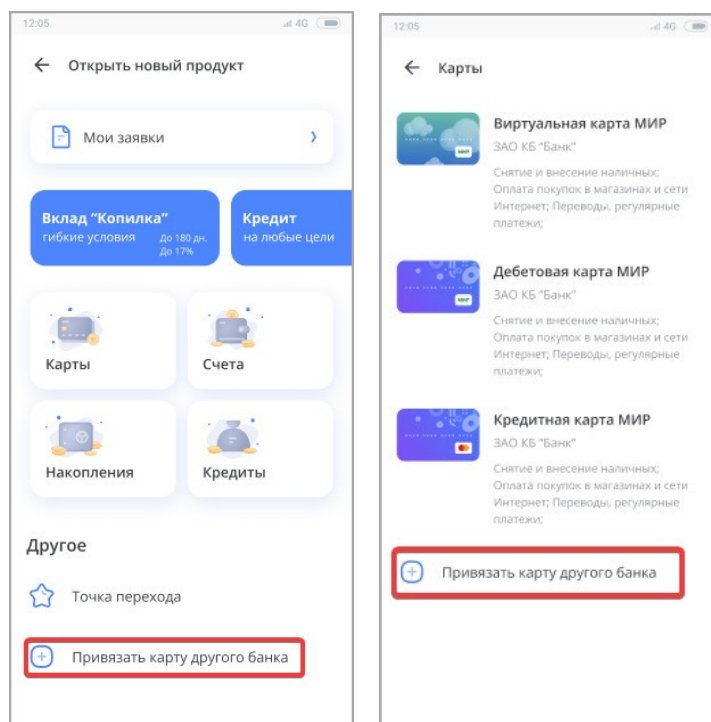 12:05
4G
Открыть новый продукт
Мои заявки
Вклад “Копилка”
гибкие условия
До 180 дн.
До 17%
Кредит
на любые цели
Карты
Счета
Накопления
Кредиты
Другое
Точка перехода
Привязать карту другого банка
12:05
4G
Карты
Виртуальная карта МИР
ЗАО КБ “Банк”
Снятие и внесение наличных;
Оплата покупок в магазинах и сети
Интернет; Переводы, регулярные
платежи;
МИР
Дебетовая карта МИР
ЗАО КБ “Банк”
Снятие и внесение наличных;
Оплата покупок в магазинах и сети
Интернет; Переводы, регулярные
платежи;
МИР
Кредитная карта МИР
ЗАО КБ “Банк”
Снятие и внесение наличных;
Оплата покупок в магазинах и сети
Интернет; Переводы, регулярные
платежи;
Привязать карту другого банка